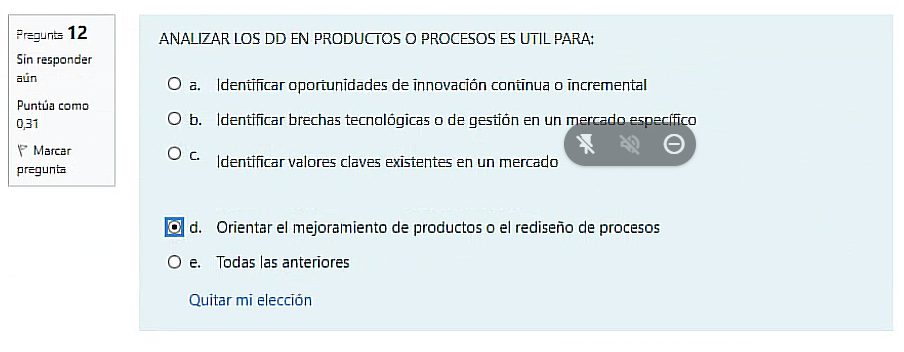 Pregunta 12
Sin responder
aún
Puntúa como
0,31
Marcar
pregunta
ANALIZAR LOS DD EN PRODUCTOS O PROCESOS ES UTIL PARA:
a. Identificar oportunidades de innovación continua o incremental
b. Identificar brechas tecnológicas o de gestión en un mercado específico
c. Identificar valores claves existentes en un mercado
d. Orientar el mejoramiento de productos o el rediseño de procesos
e. Todas las anteriores
Quitar mi elección